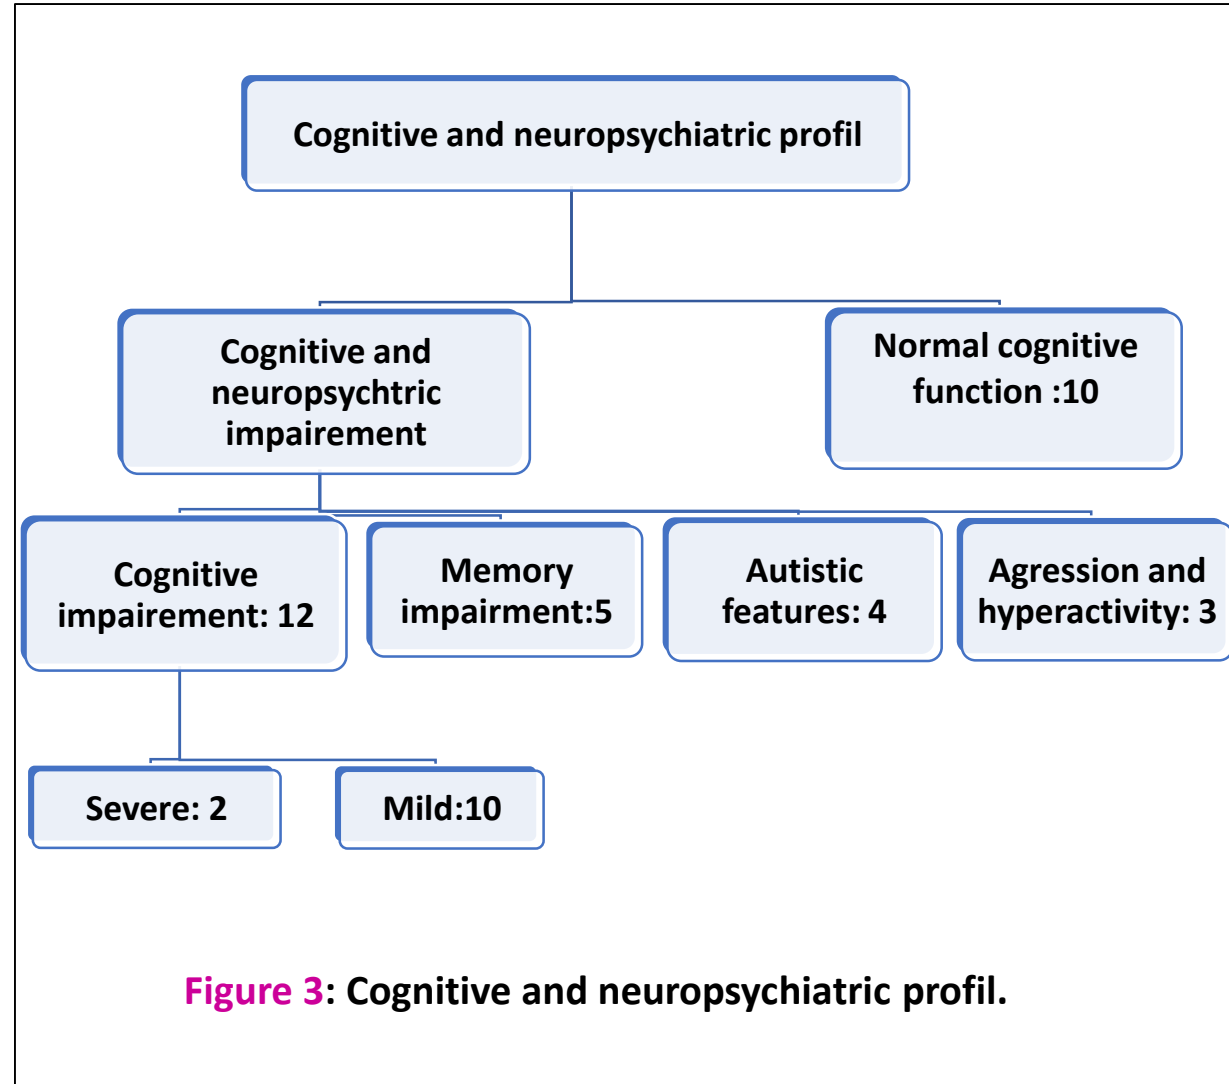 Cognitive and neuropsychiatric profil
Cognitive and
neuropsychtric
impairement
Normal cognitive
function :10
Cognitive
impairement: 12
Memory
impairment:5
Autistic
features: 4
Agression and
hyperactivity: 3
Severe: 2
Mild:10
Figure 3: Cognitive and neuropsychiatric profil.